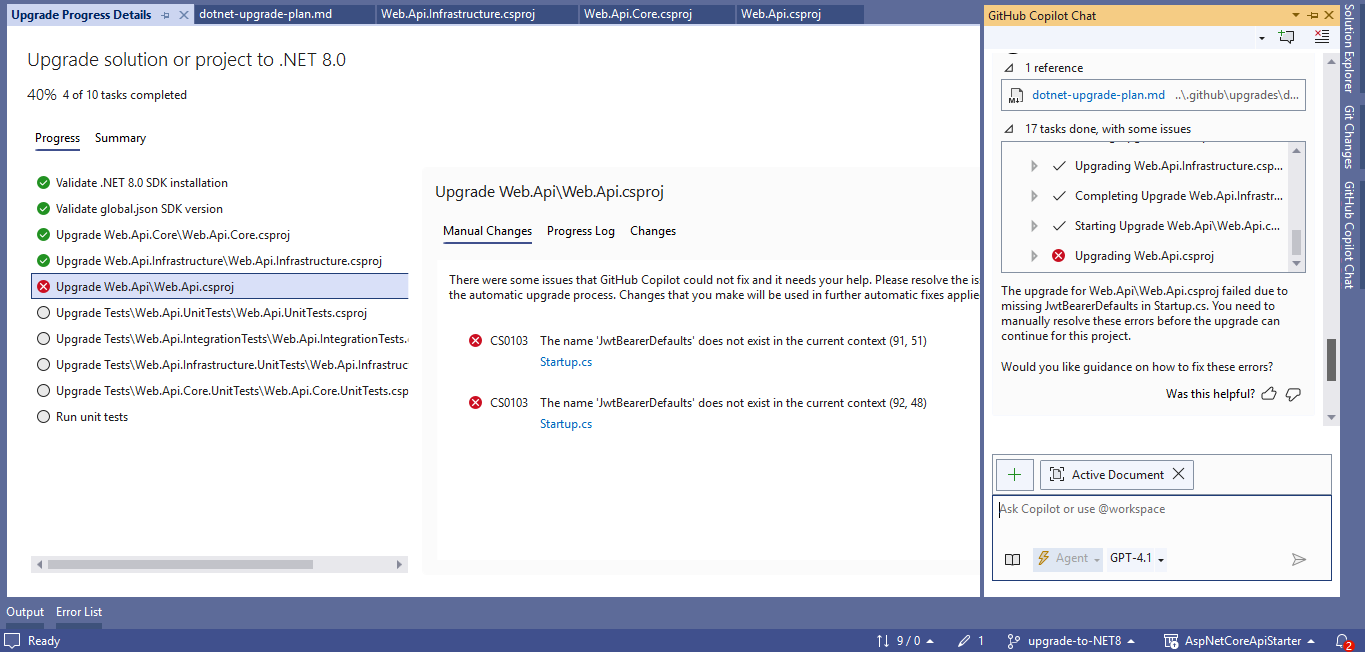 Upgrade Progress Details
dotnet-upgrade-plan.md
Web.Api.Infrastructure.csproj
Web.Api.Core.csproj
Web.Api.csproj
Upgrade solution or project to .NET 8.0
40% 4 of 10 tasks completed
Progress Summary
Validate .NET 8.0 SDK installation
Validate global.json SDK version
Upgrade Web.Api.Core\Web.Api.Core.csproj
Upgrade Web.Api.Infrastructure\Web.Api.Infrastructure.csproj
Upgrade Web.Api\Web.Api.csproj
Upgrade Tests\Web.Api.UnitTests\Web.Api.UnitTests.csproj
Upgrade Tests\Web.Api.IntegrationTests\Web.Api.IntegrationTests.
Upgrade Tests\Web.Api.Infrastructure.UnitTests\Web.Api.Infrastruc
Upgrade Tests\Web.Api.Core.UnitTests\Web.Api.Core.UnitTests.csp
Run unit tests
Upgrade Web.Api\Web.Api.csproj
Manual Changes Progress Log Changes
There were some issues that GitHub Copilot could not fix and it needs your help. Please resolve the is
the automatic upgrade process. Changes that you make will be used in further automatic fixes applie
CS0103 The name 'JwtBearerDefaults' does not exist in the current context (91, 51)
Startup.cs
CS0103 The name 'JwtBearerDefaults' does not exist in the current context (92, 48)
Startup.cs
GitHub Copilot Chat
1 reference
dotnet-upgrade-plan.md ..\.github\upgrades\d...
17 tasks done, with some issues
Upgrading Web.Api.Infrastructure.csp...
Completing Upgrade Web.Api.Infrastr...
Starting Upgrade Web.Api\Web.Api.c...
Upgrading Web.Api.csproj
The upgrade for Web.Api\Web.Api.csproj failed due to
missing JwtBearerDefaults in Startup.cs. You need to
manually resolve these errors before the upgrade can
continue for this project.
Would you like guidance on how to fix these errors?
Was this helpful?
Active Document
Ask Copilot or use @workspace
Agent GPT-4.1
Solution Explorer
Git Changes
GitHub Copilot Chat
Output Error List
Ready
9 / 0
1
upgrade-to-NET8
AspNetCoreApiStarter
2